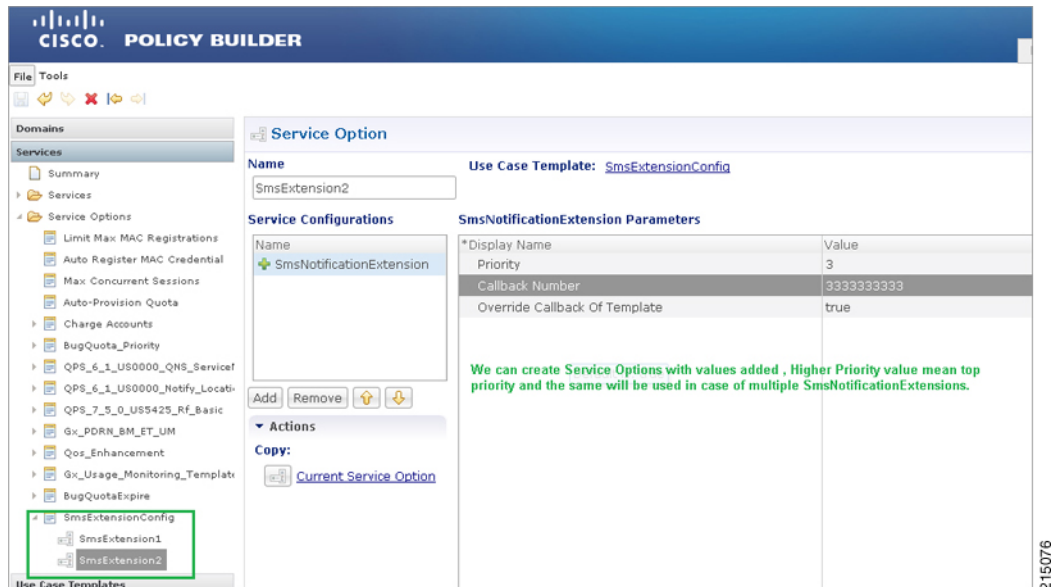 CISCO. POLICY BUILDER
File Tools
Domains
Services
Summary
Services
Service Options
Limit Max MAC Registrations
Auto Register MAC Credential
Max Concurrent Sessions
Auto-Provision Quota
Charge Accounts
BugQuota_Priority
QPS_6_1_US0000_QNS_Servicef
QPS_6_1_US0000_Notify_Locati
QPS_7_5_0_US5425_Rf_Basic
Gx_PDRN_BM_ET_UM
Qos_Enhancement
Gx_Usage_Monitoring_Template
BugQuotaExpire
SmsExtensionConfig
SmsExtension1
SmsExtension2
Use Case Templates
Service Option
Name
SmsExtension2
Use Case Template: SmsExtensionConfig
Service Configurations
Name
SmsNotificationExtension
Add Remove
Actions
Copy:
Current Service Option
SmsNotificationExtension Parameters
*Display Name Value
Priority 3
Callback Number 3333333333
Override Callback Of Template true
We can create Service Options with values added , Higher Priority value mean top
priority and the same will be used in case of multiple SmsNotificationExtensions.
215076